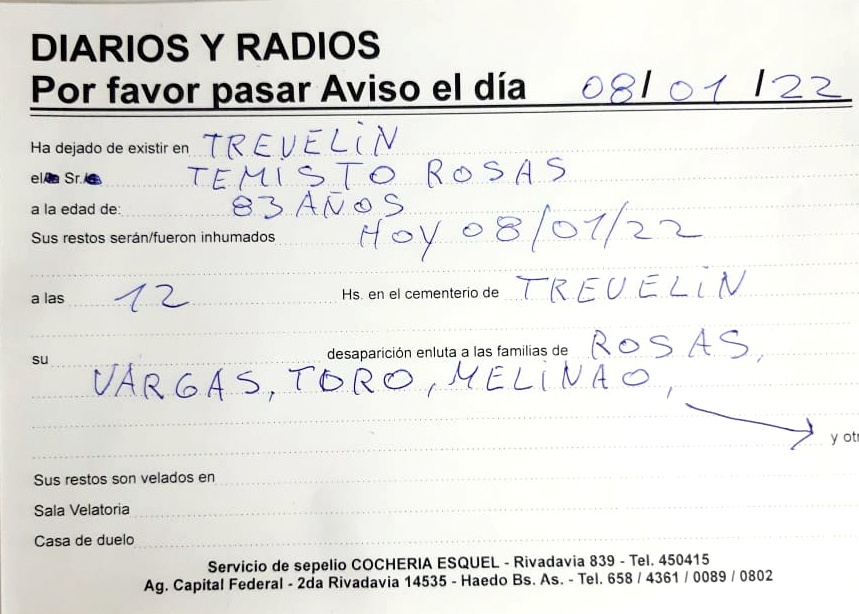 DIARIOS Y RADIOS
Por favor pasar Aviso el día 08/01/22
Ha dejado de existir en TREVELiN
el Sr. TEMISTO ROSAS
a la edad de: 83 AÑOS
Sus restos serán/fueron inhumados HOY 08/01/22
a las 12 Hs. en el cementerio de TREVELiN
su desaparición enluta a las familias de ROSAS,
VARGAS, TORO, MELiNAO,
y otr
Sus restos son velados en
Sala Velatoria
Casa de duelo
Servicio de sepelio COCHERIA ESQUEL - Rivadavia 839 - Tel. 450415
Ag. Capital Federal - 2da Rivadavia 14535 - Haedo Bs. As. - Tel. 658 / 4361 / 0089 / 0802